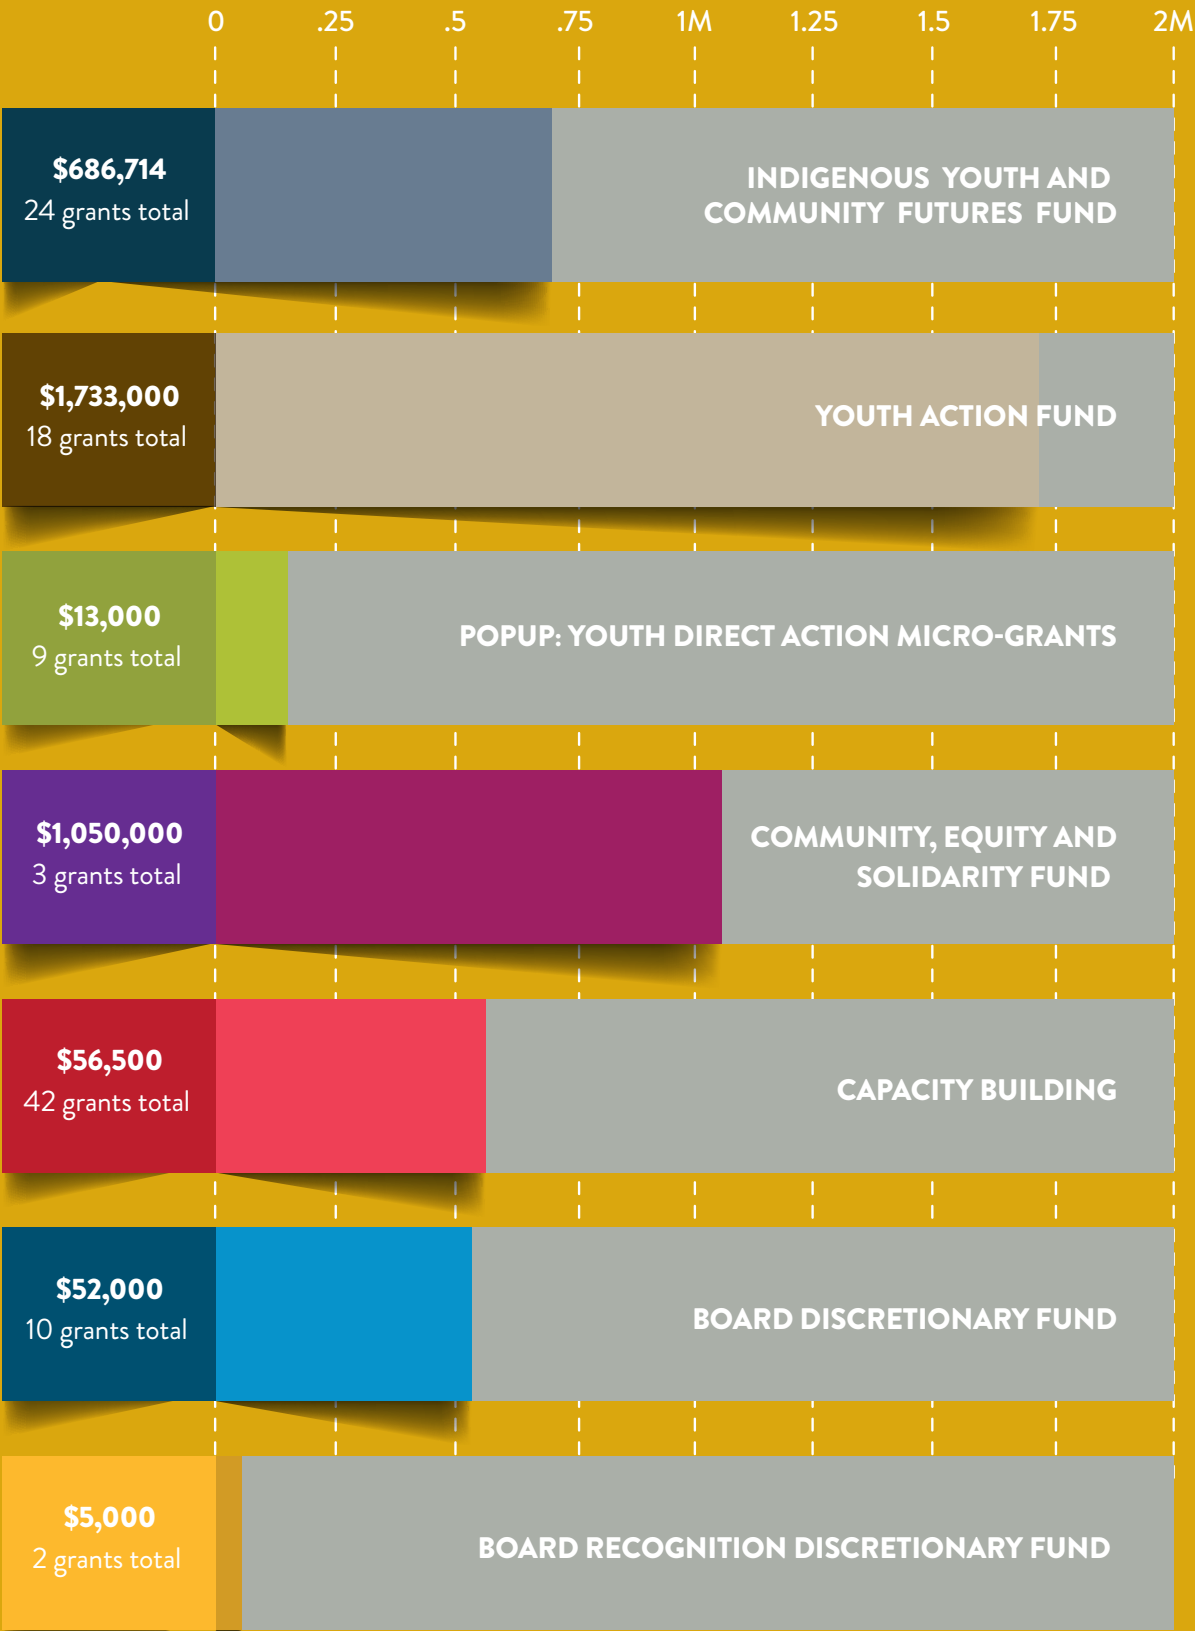 0 .25 .5 .75 1M 1.25 1.5 1.75 2M
$686,714
24 grants total
INDIGENOUS YOUTH AND
COMMUNITY FUTURES FUND
$1,733,000
18 grants total
YOUTH ACTION FUND
$13,000
9 grants total
POPUP: YOUTH DIRECT ACTION MICRO-GRANTS
$1,050,000
3 grants total
COMMUNITY, EQUITY AND
SOLIDARITY FUND
$56,500
42 grants total
CAPACITY BUILDING
$52,000
10 grants total
BOARD DISCRETIONARY FUND
$5,000
2 grants total
BOARD RECOGNITION DISCRETIONARY FUND